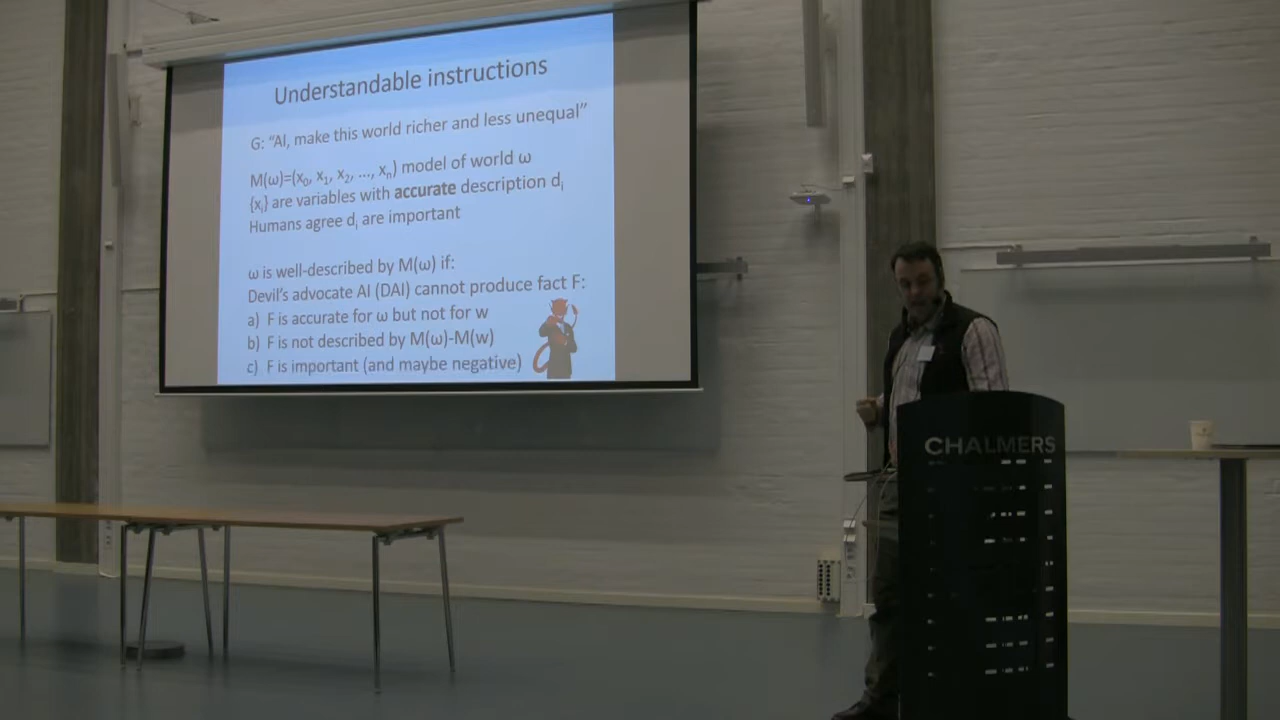 Understandable instructions
G: “AI, make this world richer and less unequal”
M(ω)=(x₀, x₁, x₂, ..., xₙ) model of world ω
{xᵢ} are variables with accurate description dᵢ
Humans agree dᵢ are important
ω is well-described by M(ω) if:
Devil's advocate AI (DAI) cannot produce fact F:
a) F is accurate for ω but not for w
b) F is not described by M(ω)-M(w)
c) F is important (and maybe negative)
CHALMERS